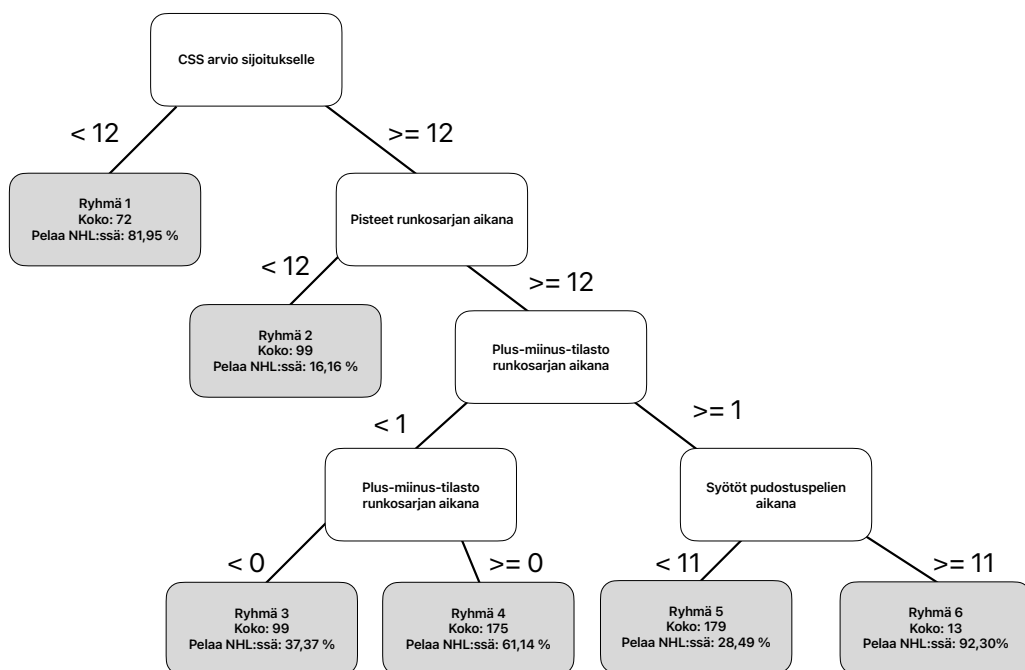 CSS arvio sijoitukselle
< 12
>= 12
Ryhmä 1
Koko: 72
Pelaa NHL:ssä: 81,95 %
Pisteet runkosarjan aikana
< 12
>= 12
Ryhmä 2
Koko: 99
Pelaa NHL:ssä: 16,16 %
Plus-miinus-tilasto
runkosarjan aikana
< 1
>= 1
Plus-miinus-tilasto
runkosarjan aikana
Syötöt pudostuspelien
aikana
< 0
>= 0
< 11
>= 11
Ryhmä 3
Koko: 99
Pelaa NHL:ssä: 37,37 %
Ryhmä 4
Koko: 175
Pelaa NHL:ssä: 61,14 %
Ryhmä 5
Koko: 179
Pelaa NHL:ssä: 28,49 %
Ryhmä 6
Koko: 13
Pelaa NHL:ssä: 92,30%